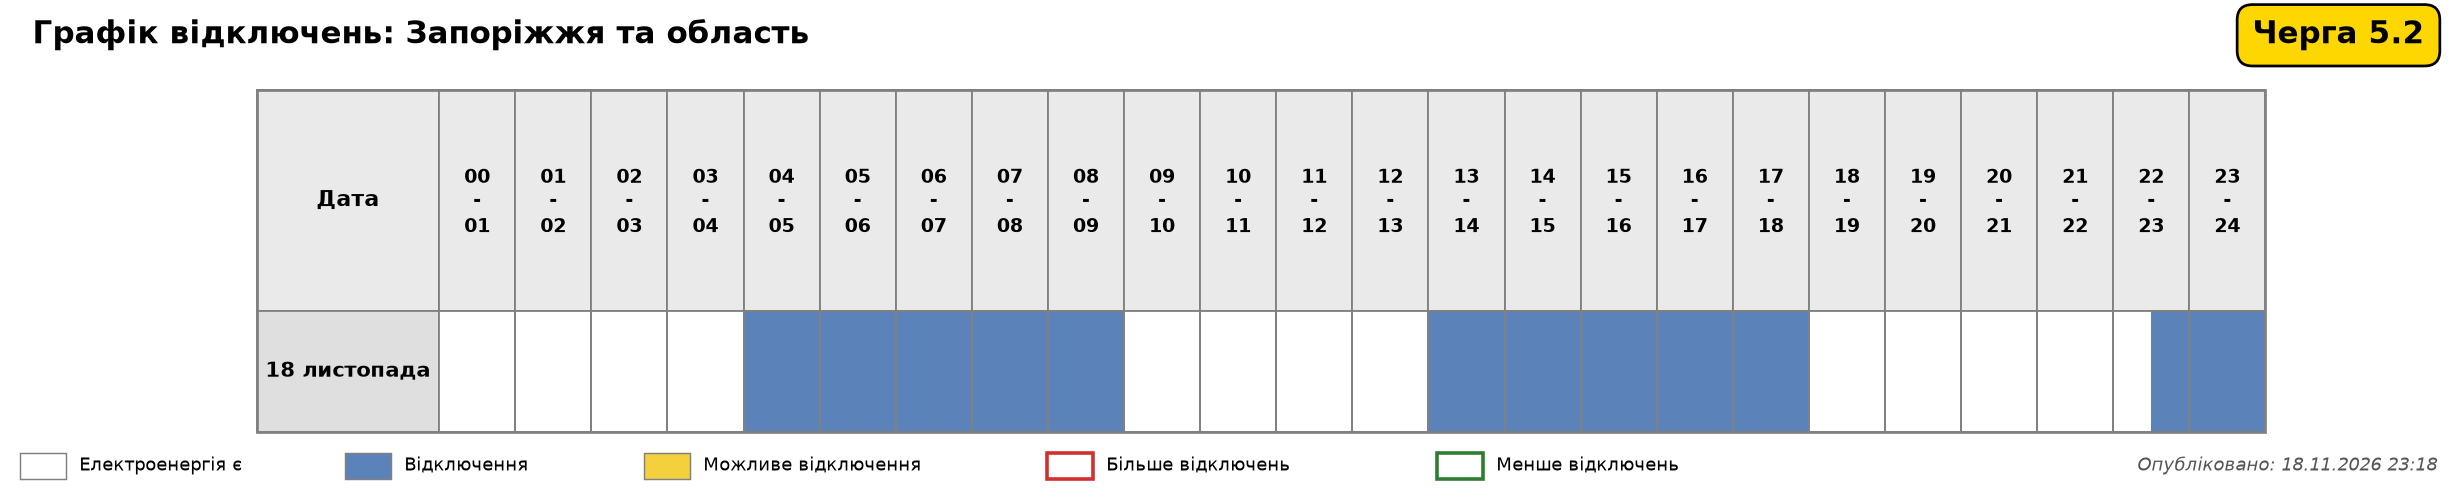 Графік відключень: Запоріжжя та область
Черга 5.2
Дата
00 - 01
01 - 02
02 - 03
03 - 04
04 - 05
05 - 06
06 - 07
07 - 08
08 - 09
09 - 10
10 - 11
11 - 12
12 - 13
13 - 14
14 - 15
15 - 16
16 - 17
17 - 18
18 - 19
19 - 20
20 - 21
21 - 22
22 - 23
23 - 24
18 листопада
Електроенергія є
Відключення
Можливе відключення
Більше відключень
Менше відключень
Опубліковано: 18.11.2026 23:18